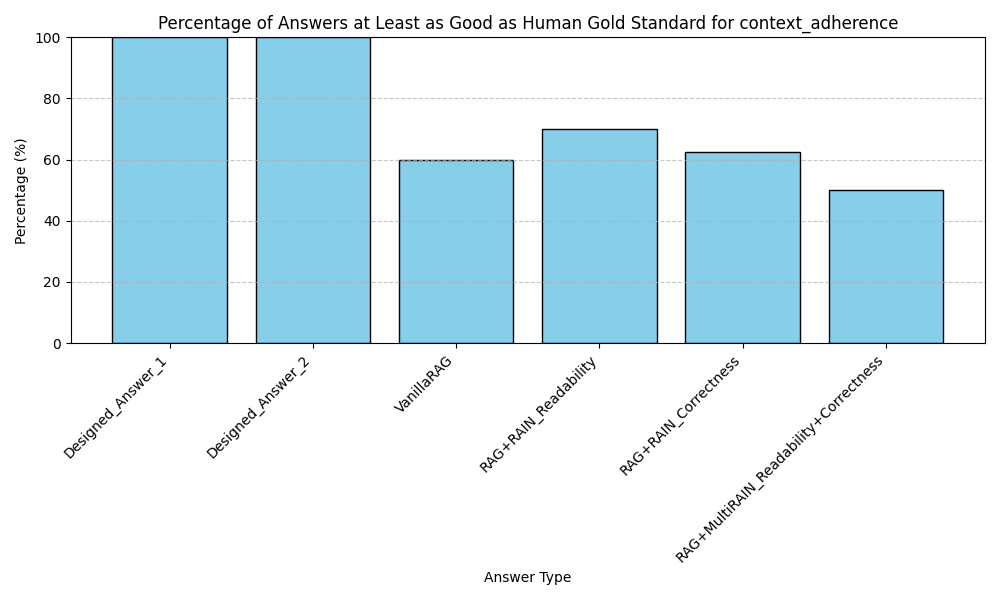 Percentage of Answers at Least as Good as Human Gold Standard for context_adherence
Percentage (%)
100
80
60
40
20
0
Designed_Answer_1
Designed_Answer_2
VanillaRAG
RAG+RAIN_Readability
RAG+RAIN_Correctness
RAG+MultiRAIN_Readability+Correctness
Answer Type